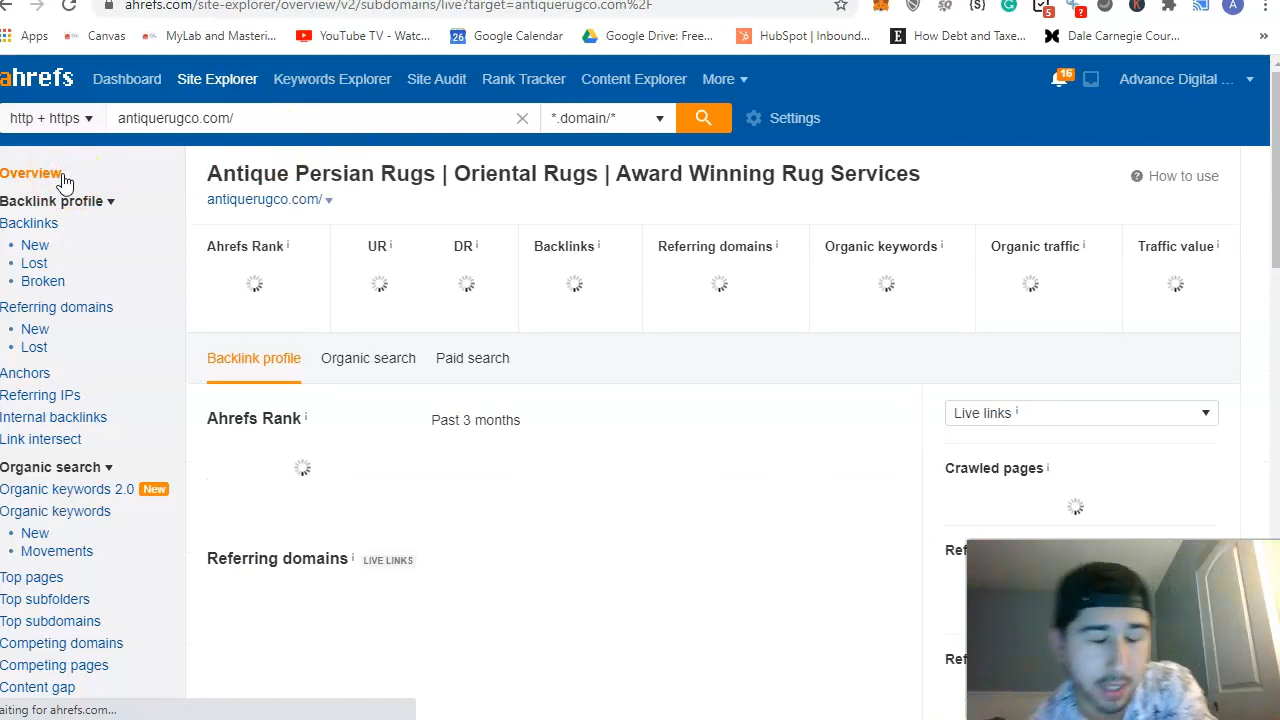 ahrefs.com/site-explorer/overview/v2/subdomains/live?target=antiquerugco.com%2F
5
?
K
A
Apps
Canvas
MyLab and Masteri...
YouTube TV - Watc...
26
Google Calendar
Google Drive: Free...
HubSpot | Inbound...
How Debt and Taxe...
Dale Carnegie Cour...
»
ahrefs
Dashboard
Site Explorer
Keywords Explorer
Site Audit
Rank Tracker
Content Explorer
More
16
Advance Digital ...
http + https
antiquerugco.com/
*.domain/*
Settings
Overview
Backlink profile
Backlinks
• New
• Lost
• Broken
Referring domains
• New
• Lost
Anchors
Referring IPs
Internal backlinks
Link intersect
Organic search
Organic keywords 2.0 New
Organic keywords
• New
• Movements
Top pages
Top subfolders
Top subdomains
Competing domains
Competing pages
Content gap
Antique Persian Rugs | Oriental Rugs | Award Winning Rug Services
How to use
antiquerugco.com/
Ahrefs Rank
UR
DR
Backlinks
Referring domains
Organic keywords
Organic traffic
Traffic value
Backlink profile
Organic search
Paid search
Ahrefs Rank
Past 3 months
Live links
Crawled pages
Referring domains LIVE LINKS
aiting for ahrefs.com...